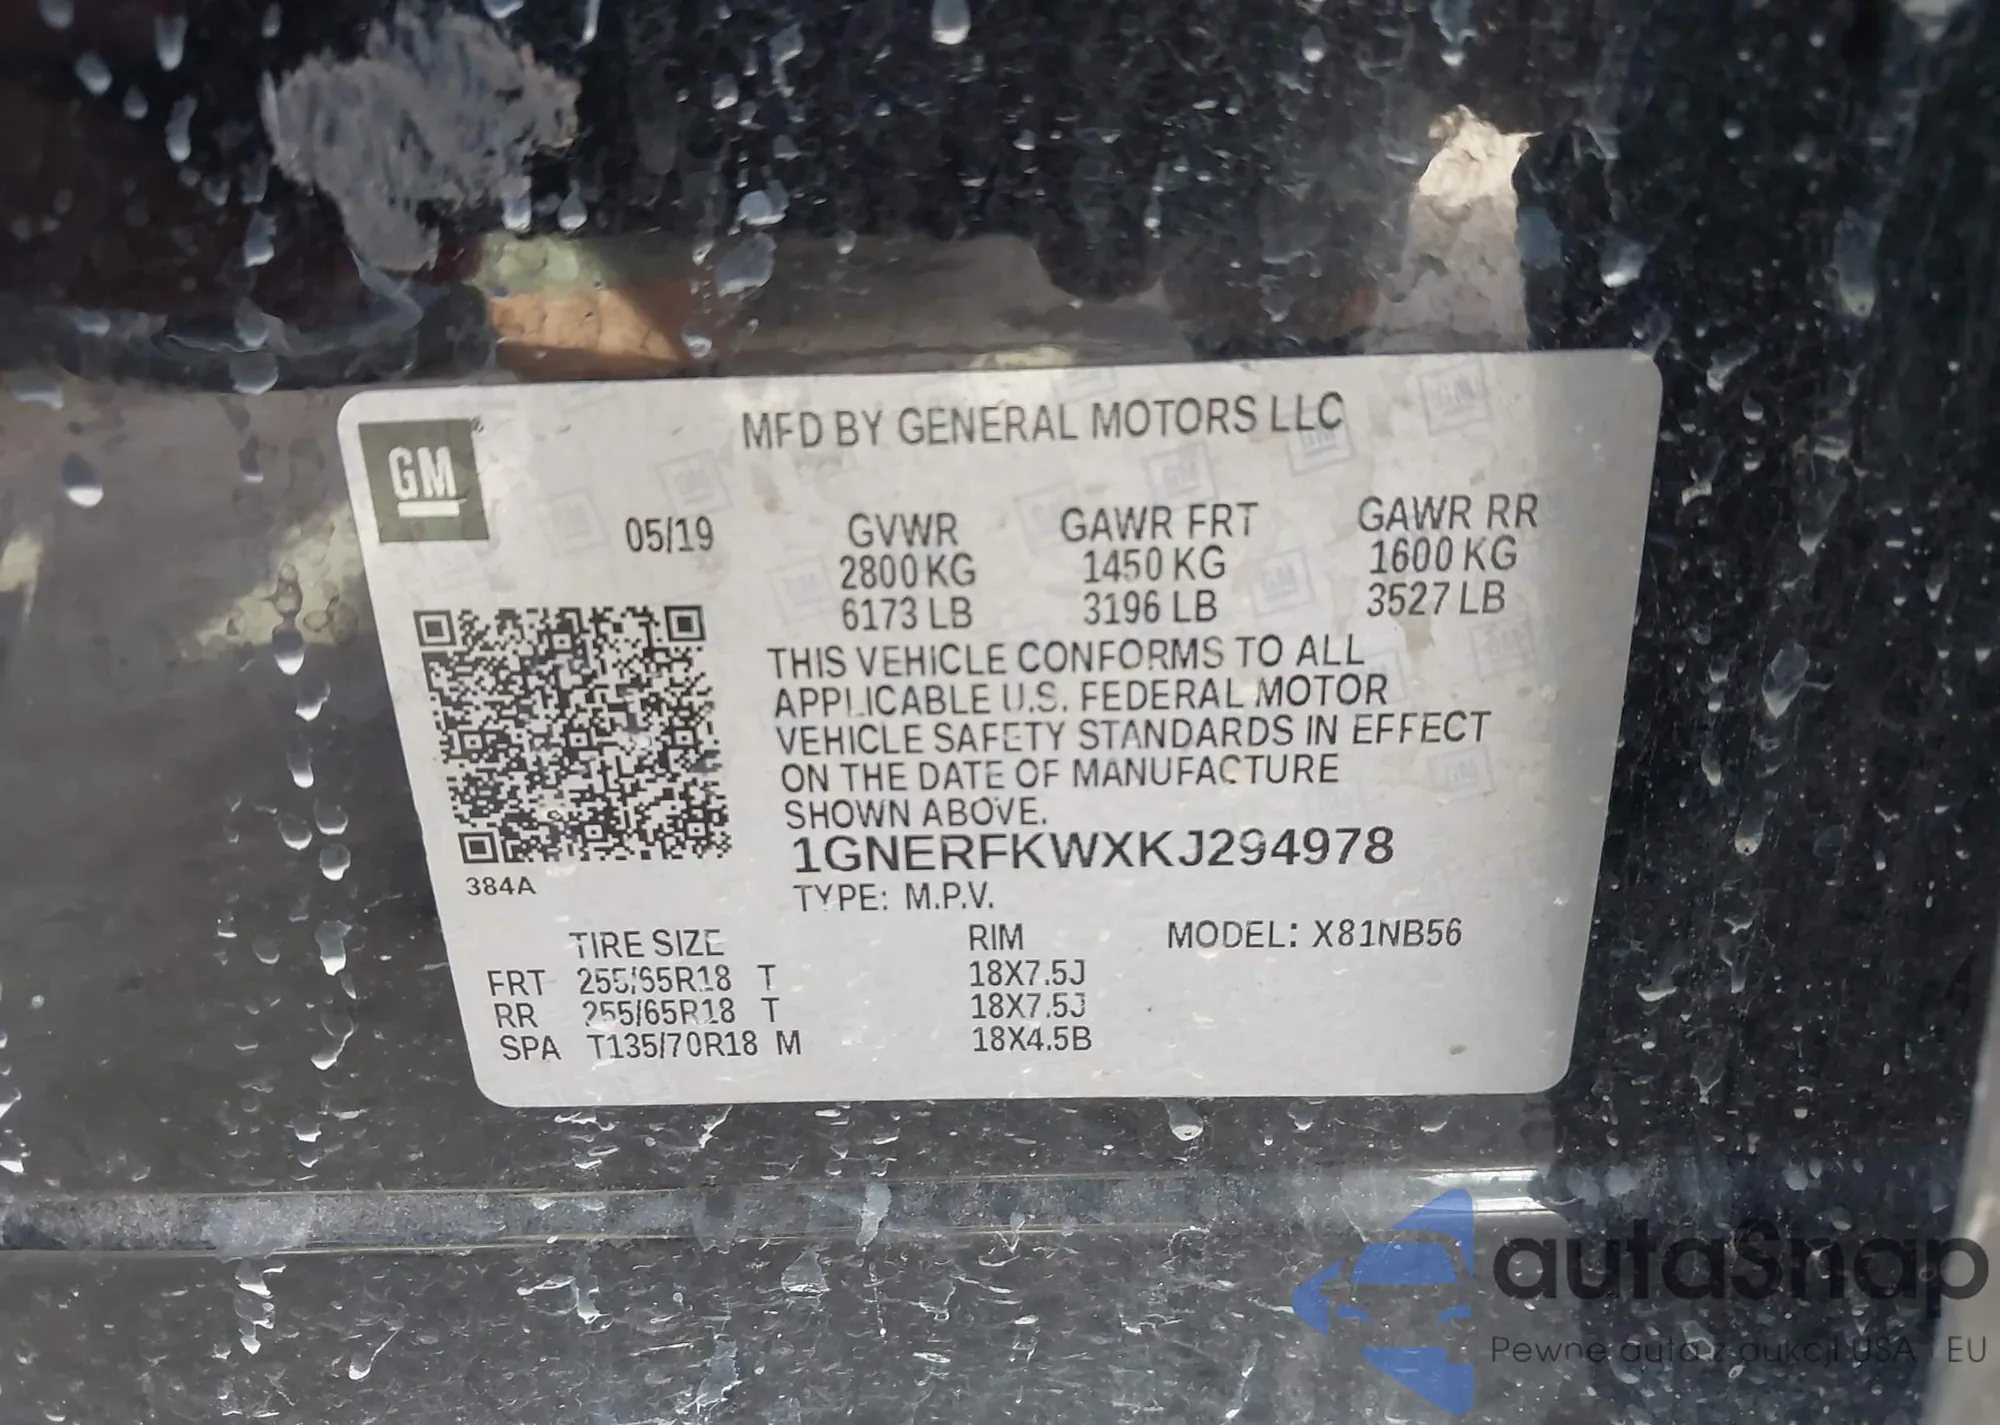 MFD BY GENERAL MOTORS LLC
GM
05/19 GVWR GAWR FRT GAWR RR
2800 KG 1450 KG 1600 KG
6173 LB 3196 LB 3527 LB
THIS VEHICLE CONFORMS TO ALL
APPLICABLE U.S. FEDERAL MOTOR
VEHICLE SAFETY STANDARDS IN EFFECT
ON THE DATE OF MANUFACTURE
SHOWN ABOVE.
1GNERFKWXKJ294978
384A
TYPE: M.P.V.
TIRE SIZE RIM MODEL: X81NB56
FRT 255/65R18 T 18X7.5J
RR 255/65R18 T 18X7.5J
SPA T135/70R18 M 18X4.5B
autaSnap
Pewne auta z aukcji USA i EU